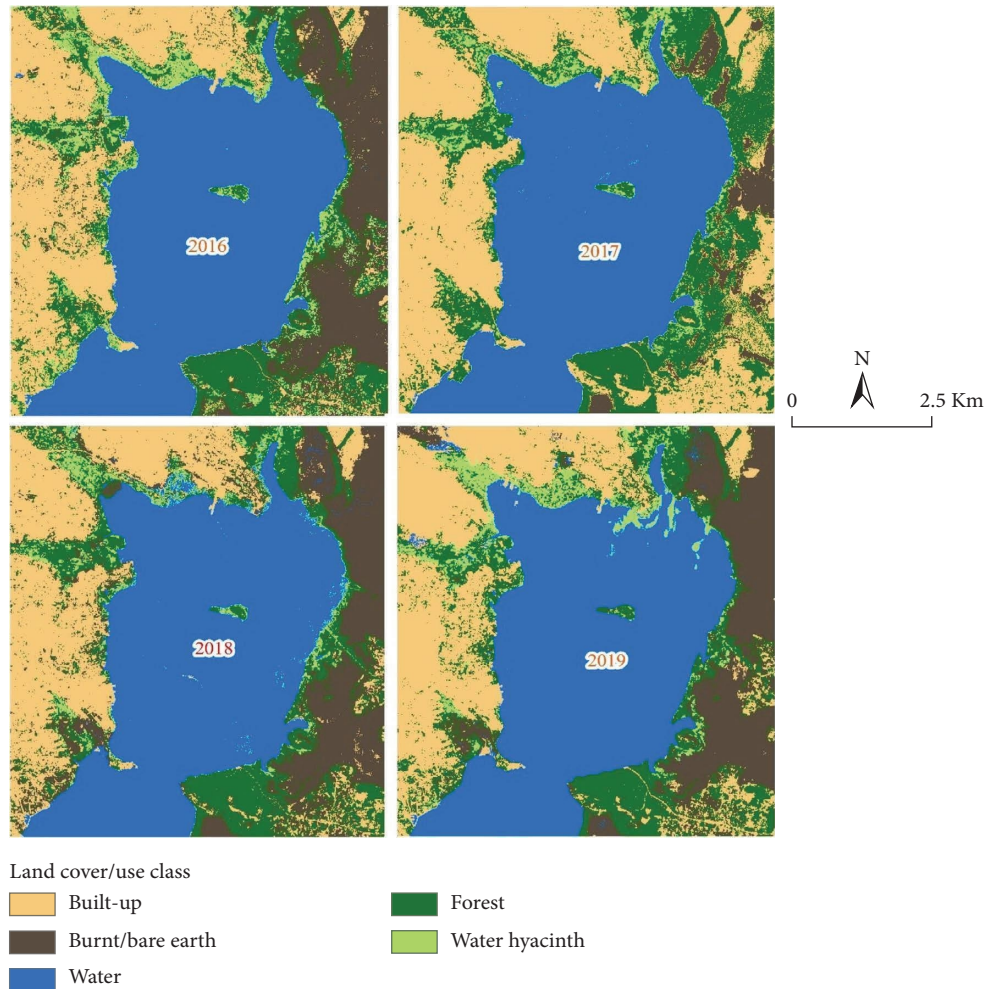 2016
2017
N
0 2.5 Km
2018
2019
Land cover/use class
Built-up
Forest
Burnt/bare earth
Water hyacinth
Water